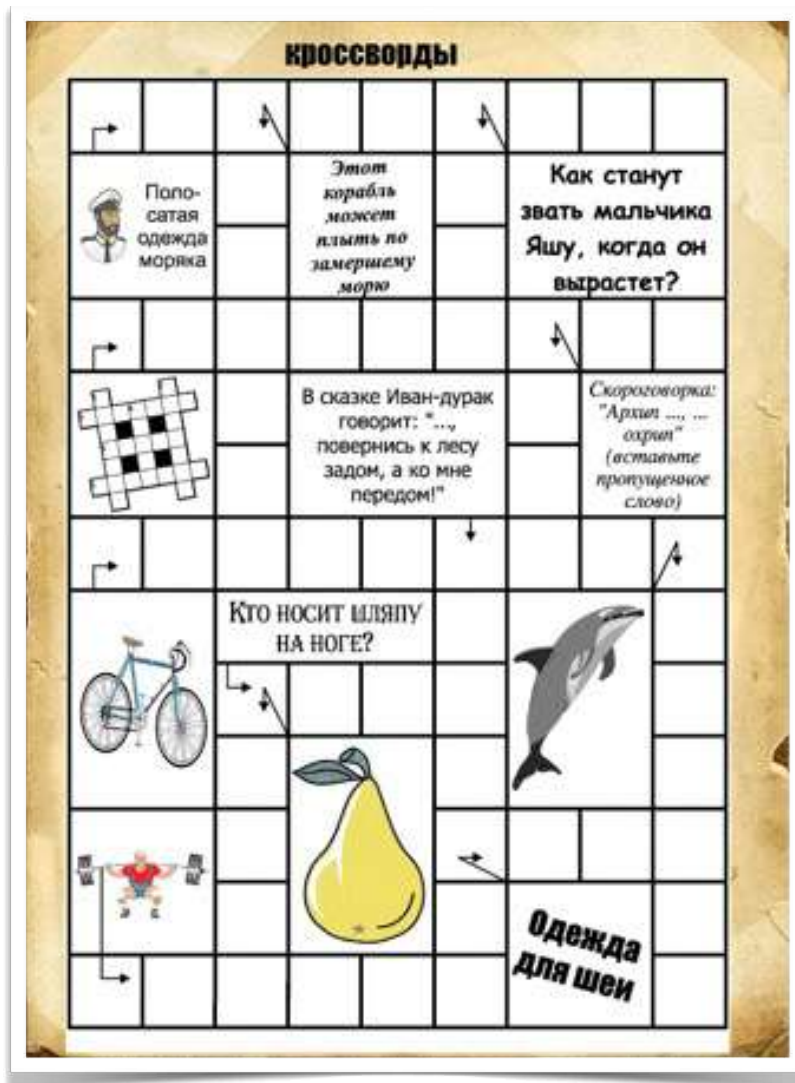 кроссворды
Поло-
сатая
одежда
моряка
Этот
корабль
может
плыть по
замершему
морю
Как станут
звать мальчика
Яшу, когда он
вырастет?
В сказке Иван-дурак
говорит: "...,
повернись к лесу
задом, а ко мне
передом!"
Скороговорка:
"Архип ..., ...
охрип"
(вставьте
пропущенное
слово)
Кто носит шляпу
на ноге?
Одежда
для шеи